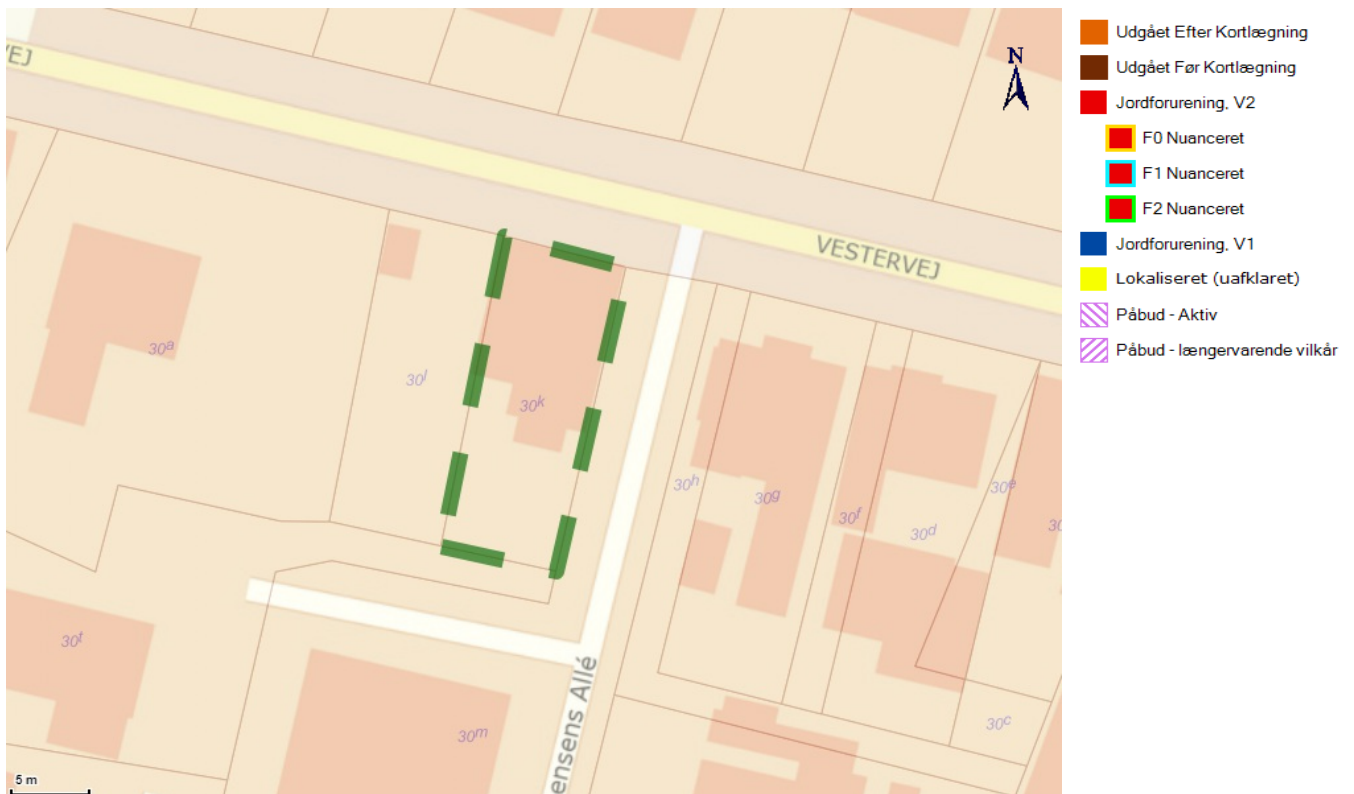 EJ
N
VESTERVEJ
30a
30l
30k
30h
30g
30f
30e
30d
30
30t
30m
30c
ensens Allé
5 m
Udgået Efter Kortlægning
Udgået Før Kortlægning
Jordforurening, V2
F0 Nuanceret
F1 Nuanceret
F2 Nuanceret
Jordforurening, V1
Lokaliseret (uafklaret)
Påbud - Aktiv
Påbud - længervarende vilkår